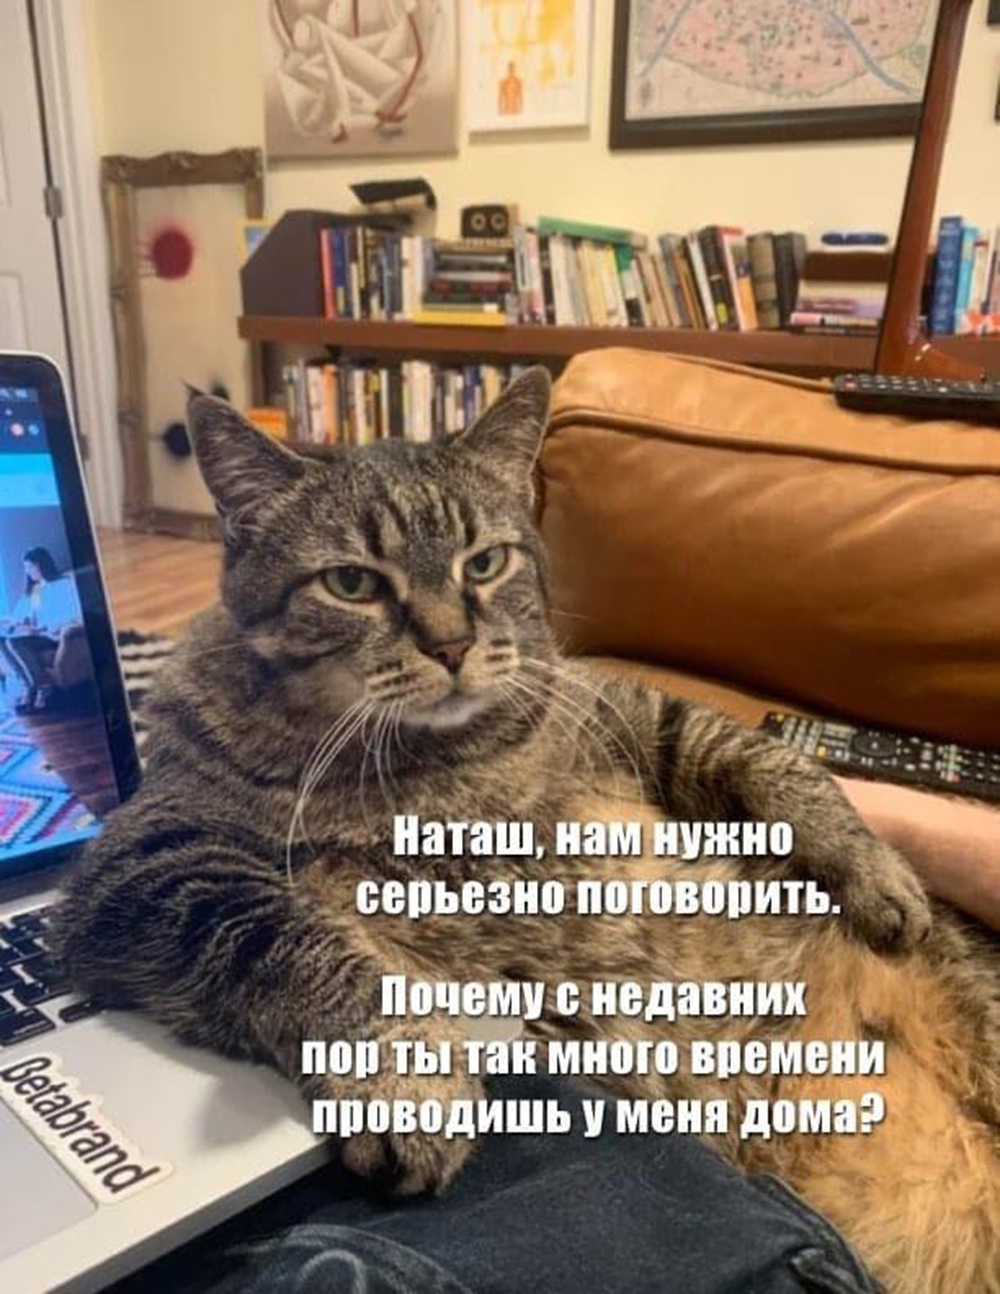 Наташ, нам нужно
серьезно поговорить.
Почему с недавних
пор ты так много времени
проводишь у меня дома?
Betabrand